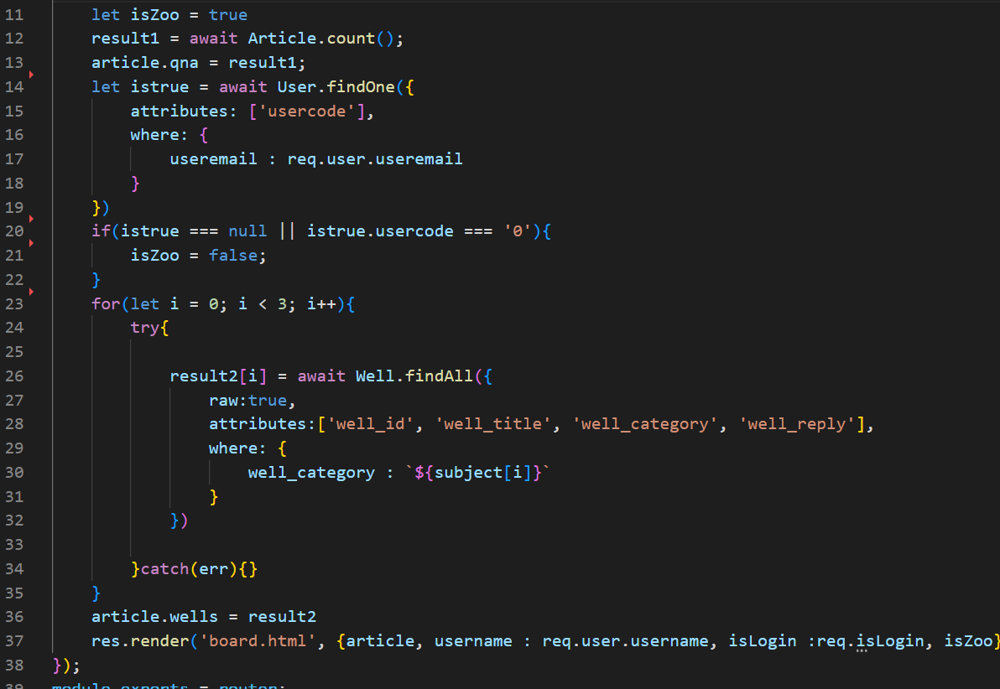 11 let isZoo = true
12 result1 = await Article.count();
13 article.qna = result1;
14 let istrue = await User.findOne({
15 attributes: ['usercode'],
16 where: {
17 useremail : req.user.useremail
18 }
19 })
20 if(istrue === null || istrue.usercode === '0'){
21 isZoo = false;
22 }
23 for(let i = 0; i < 3; i++){
24 try{
25
26 result2[i] = await Well.findAll({
27 raw:true,
28 attributes:['well_id', 'well_title', 'well_category', 'well_reply'],
29 where: {
30 well_category : `${subject[i]}`
31 }
32 })
33
34 }catch(err){}
35 }
36 article.wells = result2
37 res.render('board.html', {article, username : req.user.username, isLogin :req.isLogin, isZoo}
38 });
39 module.exports = router;